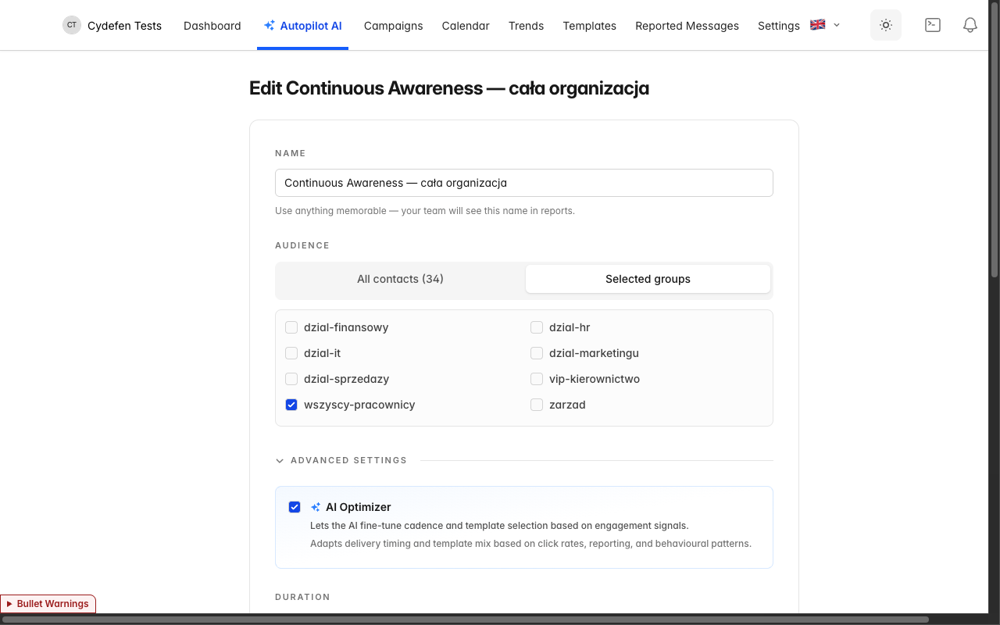 CT Cydefen Tests Dashboard Autopilot AI Campaigns Calendar Trends Templates Reported Messages Settings
Edit Continuous Awareness — cała organizacja
NAME
Continuous Awareness — cała organizacja
Use anything memorable — your team will see this name in reports.
AUDIENCE
All contacts (34) Selected groups
dzial-finansowy dzial-hr
dzial-it dzial-marketingu
dzial-sprzedazy vip-kierownictwo
wszyscy-pracownicy zarzad
ADVANCED SETTINGS
AI Optimizer
Lets the AI fine-tune cadence and template selection based on engagement signals.
Adapts delivery timing and template mix based on click rates, reporting, and behavioural patterns.
DURATION
Bullet Warnings